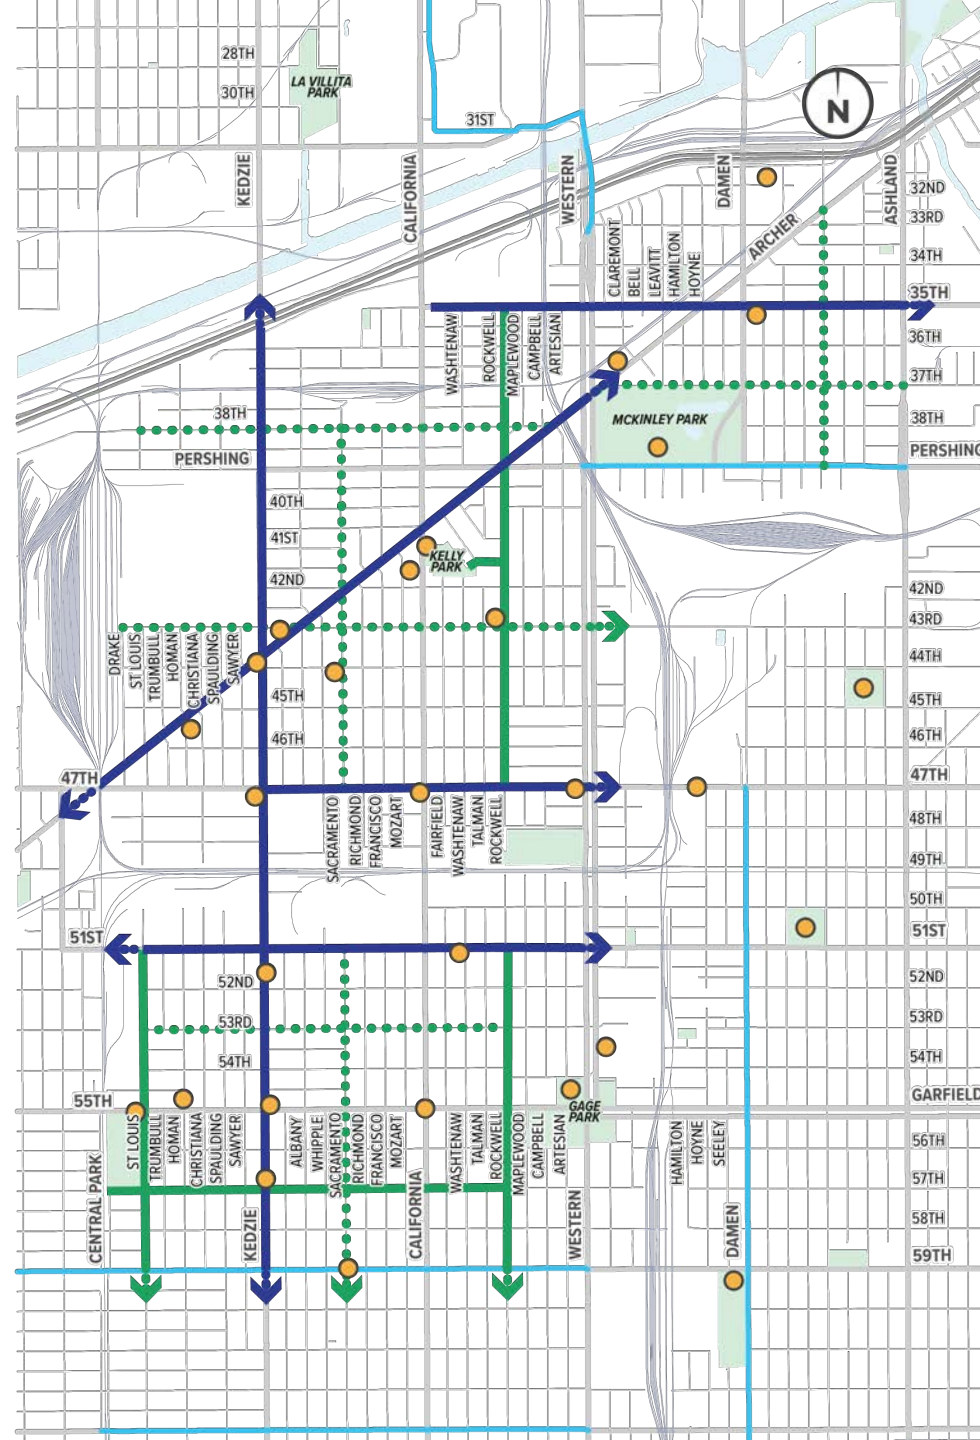 28TH
LA VILLITA
PARK
30TH
N
31ST
KEDZIE
CALIFORNIA
WESTERN
DAMEN
ASHLAND
32ND
33RD
ARCHER
34TH
CLAREMONT
BELL
LEAVITT
HAMILTON
HOYNE
35TH
WASHTENAW
ROCKWELL
MAPLEWOOD
CAMPBELL
ARTESIAN
36TH
37TH
38TH
MCKINLEY PARK
38TH
PERSHING
PERSHING
40TH
41ST
KELLY
PARK
42ND
42ND
43RD
DRAKE
ST LOUIS
TRUMBULL
HOMAN
CHRISTIANA
SPAULDING
SAWYER
44TH
45TH
45TH
46TH
46TH
47TH
47TH
SACRAMENTO
RICHMOND
FRANCISCO
MOZART
FAIRFIELD
WASHTENAW
TALMAN
ROCKWELL
48TH
49TH
50TH
51ST
51ST
52ND
52ND
53RD
53RD
54TH
54TH
55TH
GARFIELD
GAGE
PARK
ST LOUIS
TRUMBULL
HOMAN
CHRISTIANA
SPAULDING
SAWYER
ALBANY
WHIPPLE
SACRAMENTO
RICHMOND
FRANCISCO
MOZART
WASHTENAW
TALMAN
ROCKWELL
MAPLEWOOD
CAMPBELL
ARTESIAN
HAMILTON
HOYNE
SEELEY
56TH
57TH
CENTRAL PARK
KEDZIE
CALIFORNIA
WESTERN
DAMEN
58TH
59TH